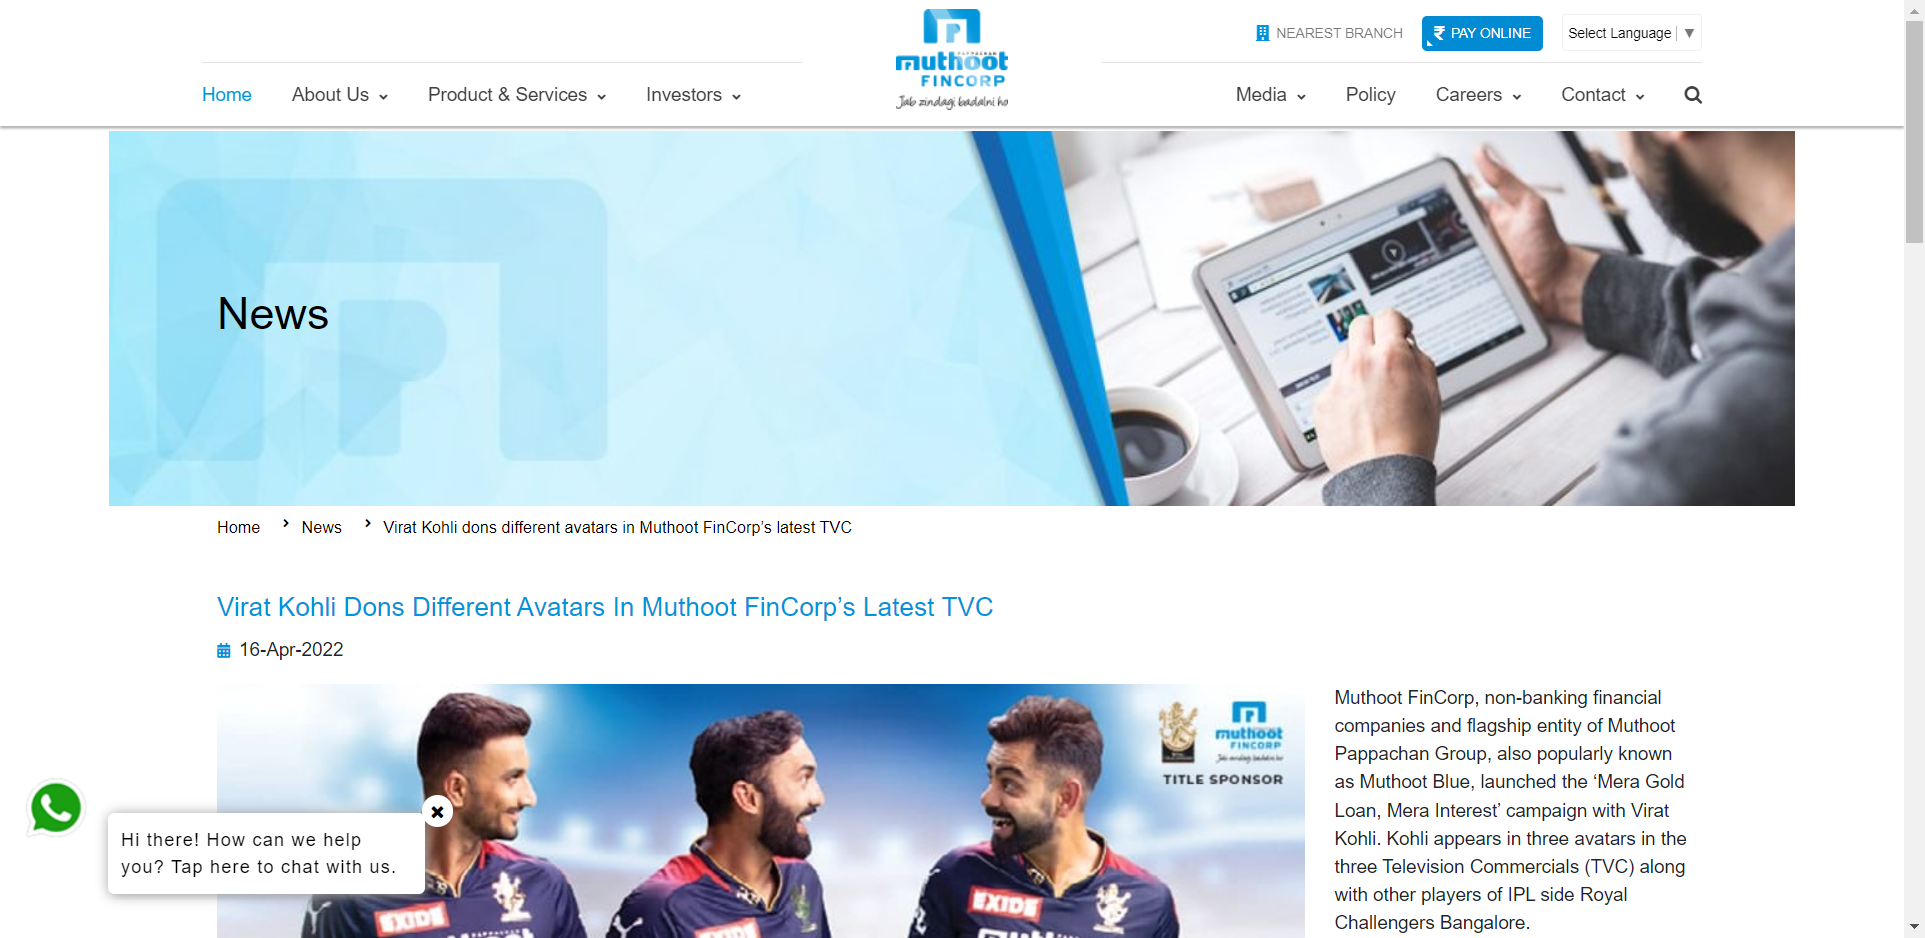 NEAREST BRANCH
PAY ONLINE
Select Language ▼
muthoot
FINCORP
Jab zindagi badalni ho
Home
About Us
Product & Services
Investors
Media
Policy
Careers
Contact
News
Home
News
Virat Kohli dons different avatars in Muthoot FinCorp’s latest TVC
Virat Kohli Dons Different Avatars In Muthoot FinCorp’s Latest TVC
16-Apr-2022
muthoot
FINCORP
Jab zindagi badalni ho
TITLE SPONSOR
EXIDE
EXIDE
EXIDE
Muthoot FinCorp, non-banking financial
companies and flagship entity of Muthoot
Pappachan Group, also popularly known
as Muthoot Blue, launched the ‘Mera Gold
Loan, Mera Interest’ campaign with Virat
Kohli. Kohli appears in three avatars in the
three Television Commercials (TVC) along
with other players of IPL side Royal
Challengers Bangalore.
Hi there! How can we help
you? Tap here to chat with us.